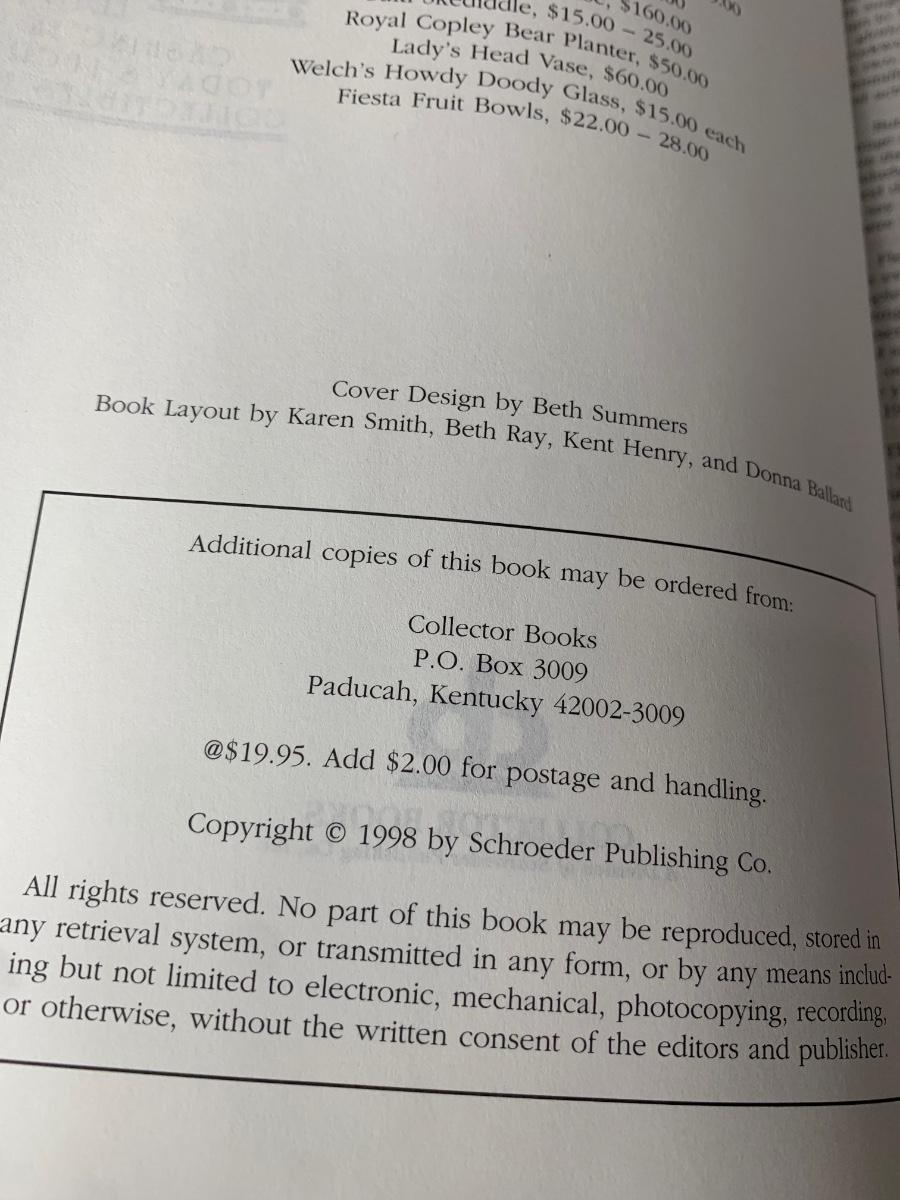 $160.00
$15.00 – 25.00
Royal Copley Bear Planter, $50.00
Lady's Head Vase, $60.00
Welch's Howdy Doody Glass, $15.00 each
Fiesta Fruit Bowls, $22.00 – 28.00
Cover Design by Beth Summers
Book Layout by Karen Smith, Beth Ray, Kent Henry, and Donna Ballard
Additional copies of this book may be ordered from:
Collector Books
P.O. Box 3009
Paducah, Kentucky 42002-3009
@$19.95. Add $2.00 for postage and handling.
Copyright © 1998 by Schroeder Publishing Co.
All rights reserved. No part of this book may be reproduced, stored in
any retrieval system, or transmitted in any form, or by any means includ-
ing but not limited to electronic, mechanical, photocopying, recording,
or otherwise, without the written consent of the editors and publisher.